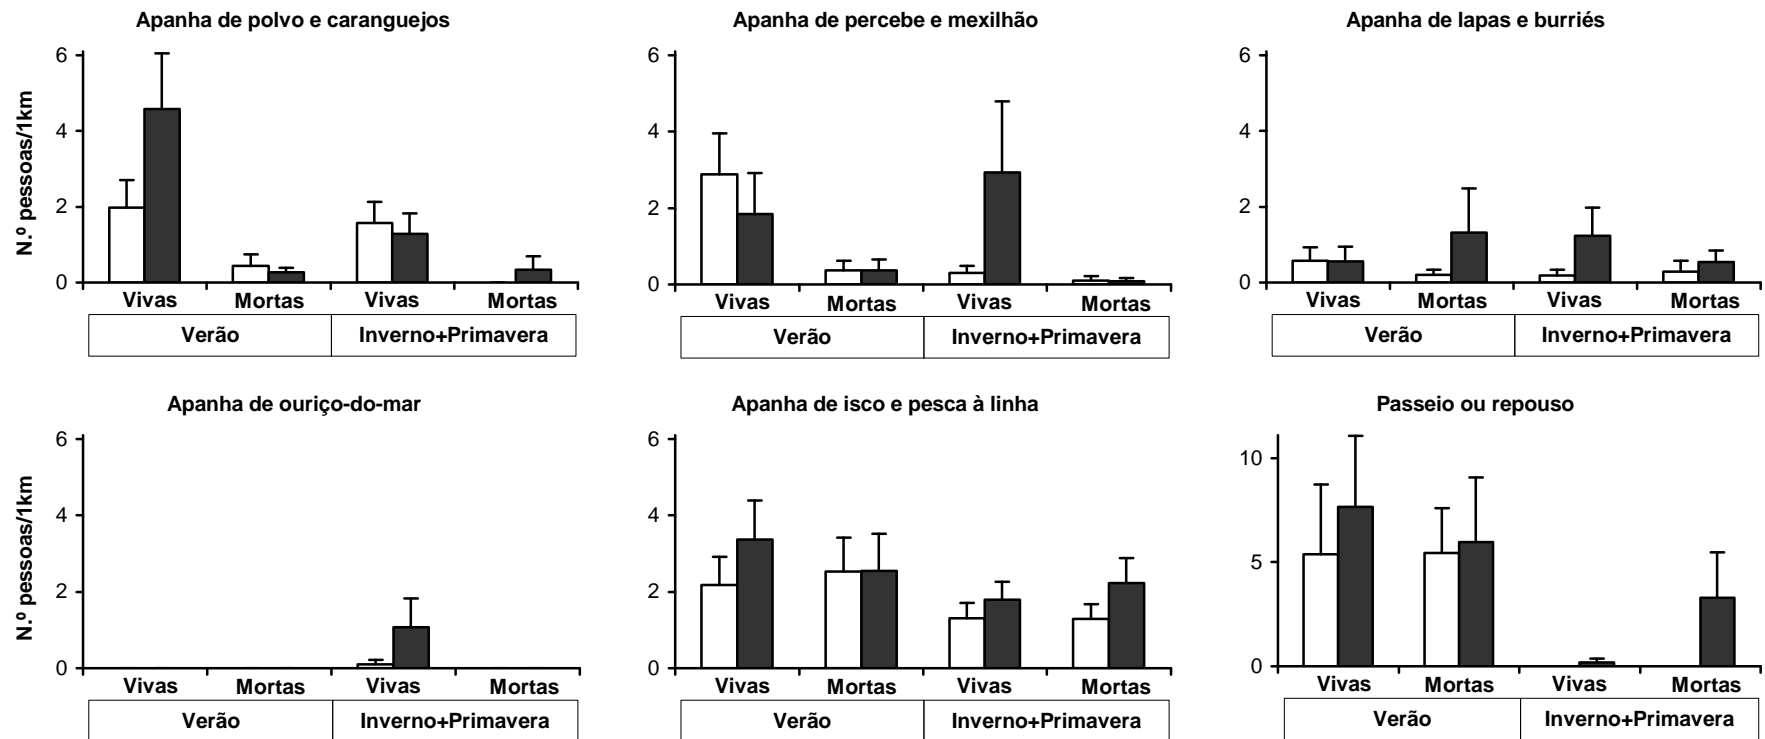 Apanha de polvo e caranguejos
N.º pessoas/1km
6
4
2
0
Vivas Mortas Vivas Mortas
Verão Inverno+Primavera
Apanha de percebe e mexilhão
6
4
2
0
Vivas Mortas Vivas Mortas
Verão Inverno+Primavera
Apanha de lapas e burriés
6
4
2
0
Vivas Mortas Vivas Mortas
Verão Inverno+Primavera
Apanha de ouriço-do-mar
N.º pessoas/1km
6
4
2
0
Vivas Mortas Vivas Mortas
Verão Inverno+Primavera
Apanha de isco e pesca à linha
6
4
2
0
Vivas Mortas Vivas Mortas
Verão Inverno+Primavera
Passeio ou repouso
10
5
0
Vivas Mortas Vivas Mortas
Verão Inverno+Primavera